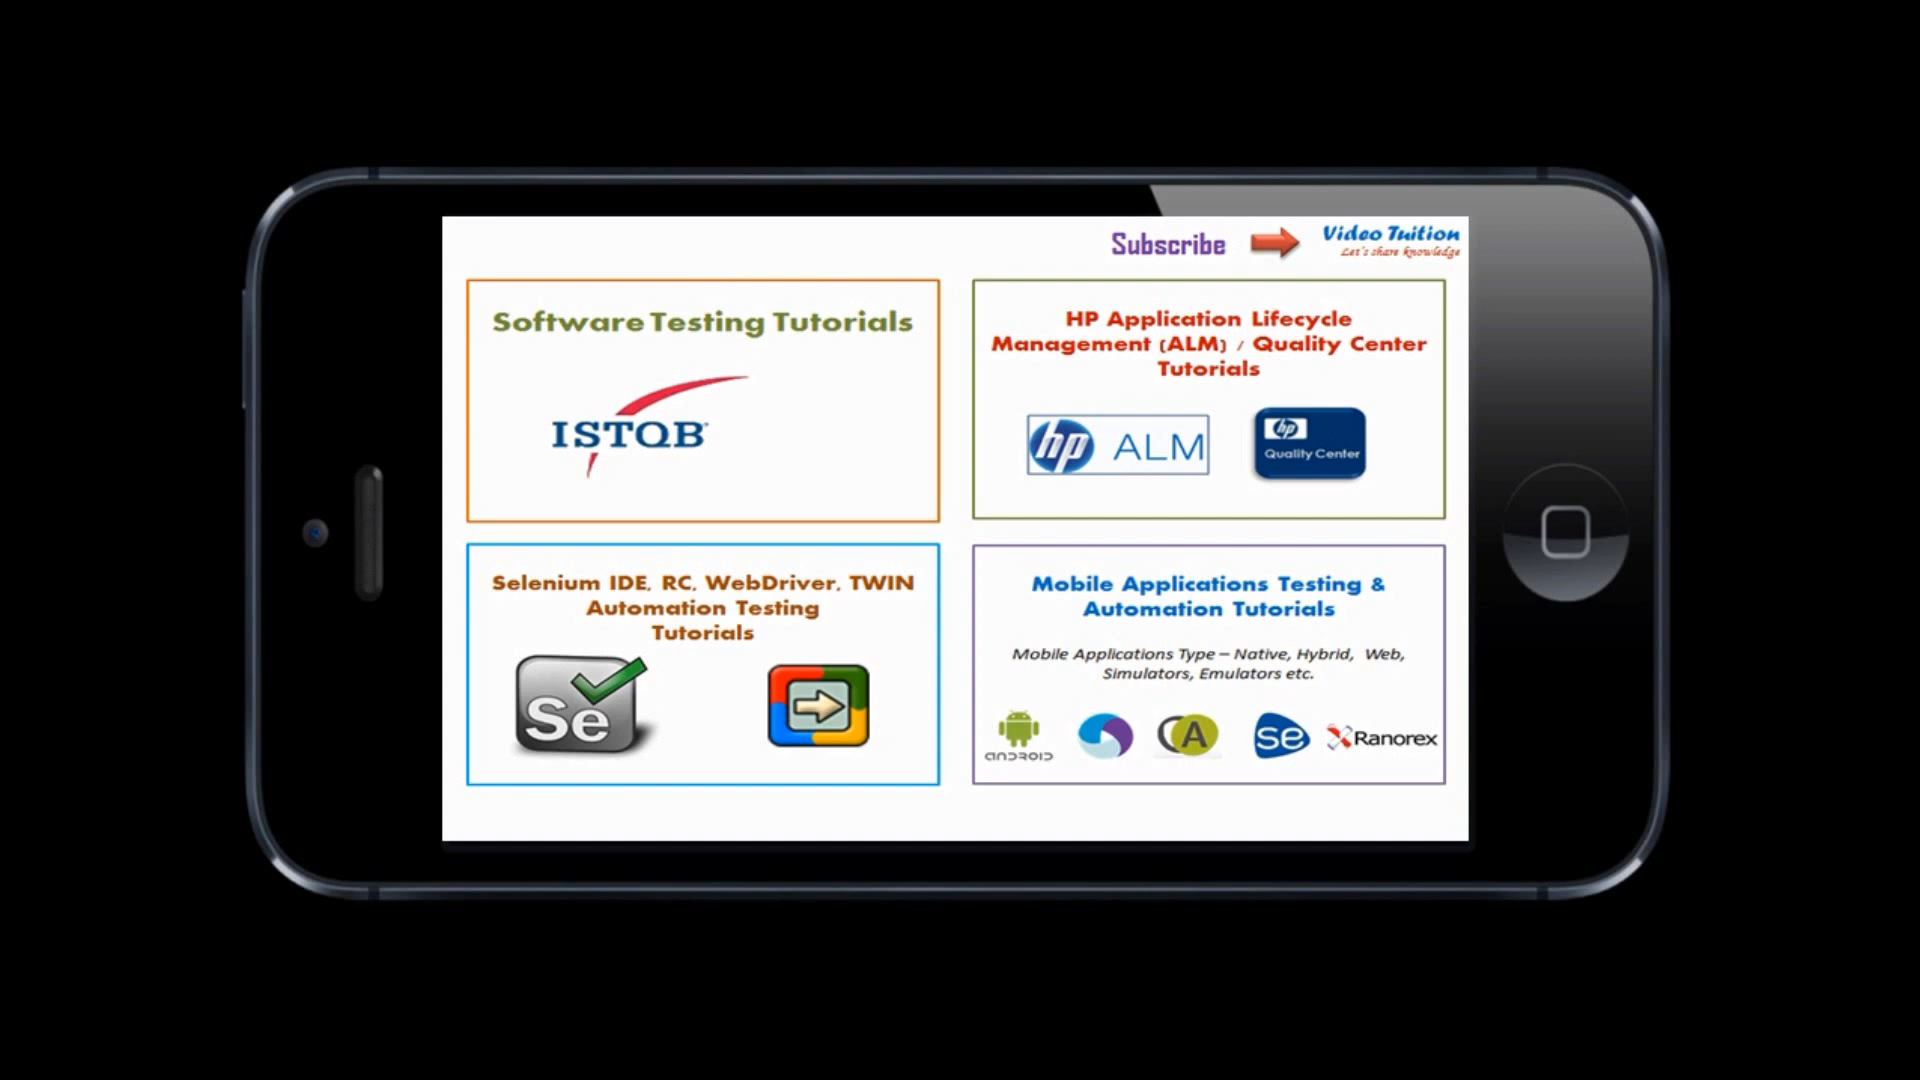 Subscribe
Video Tuition
Let's share knowledge
Software Testing Tutorials
ISTQB
HP Application Lifecycle
Management (ALM) / Quality Center
Tutorials
hp ALM
hp
Quality Center
Selenium IDE, RC, WebDriver, TWIN
Automation Testing
Tutorials
Se
Mobile Applications Testing &
Automation Tutorials
Mobile Applications Type – Native, Hybrid, Web,
Simulators, Emulators etc.
ANDROID
CA
se
Ranorex